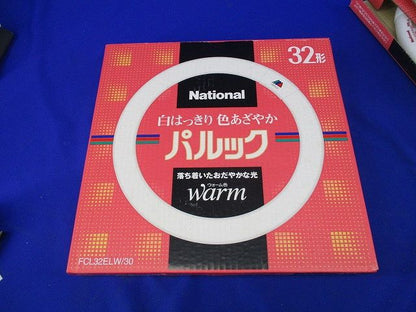 32形
National
白はっきり 色あざやか
パルック
落ち着いたおだやかな光
ウォーム色
warm
FCL32ELW/30